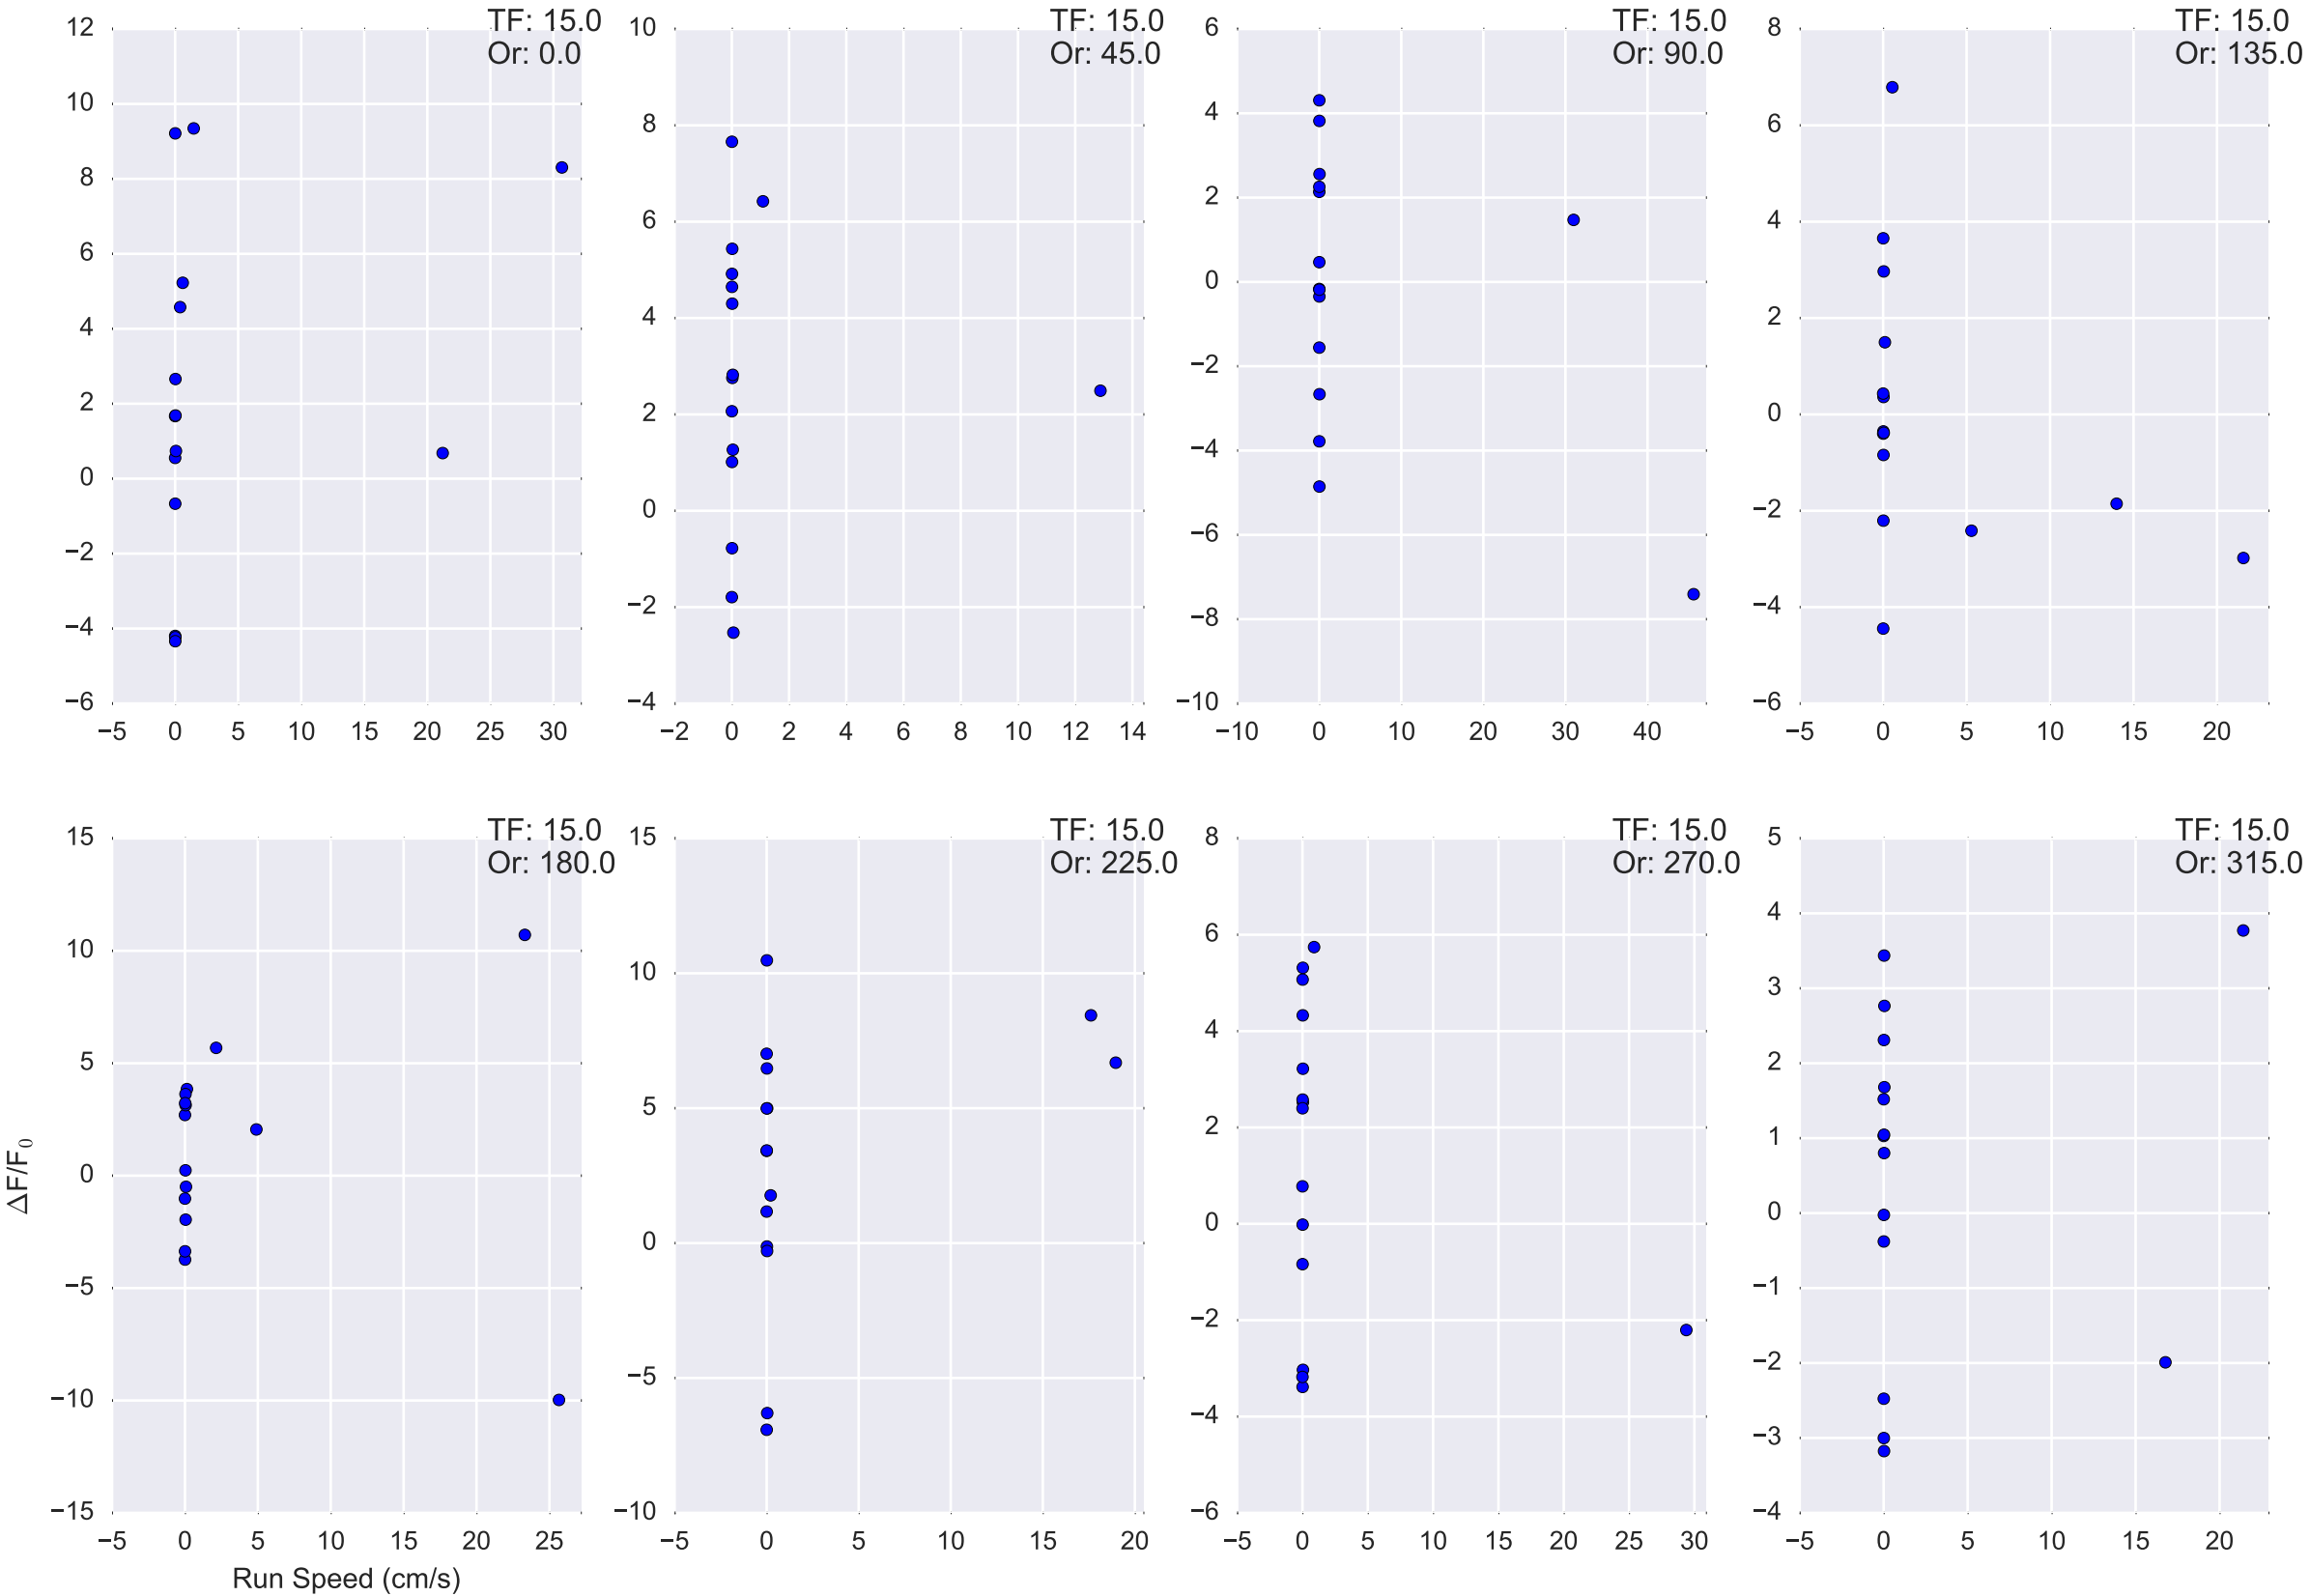 TF: 15.0
Or: 0.0
12
10
8
6
4
2
0
−2
−4
−6
−5 0 5 10 15 20 25 30
TF: 15.0
Or: 45.0
10
8
6
4
2
0
−2
−4
−2 0 2 4 6 8 10 12 14
TF: 15.0
Or: 90.0
6
4
2
0
−2
−4
−6
−8
−10
−10 0 10 20 30 40
TF: 15.0
Or: 135.0
8
6
4
2
0
−2
−4
−6
−5 0 5 10 15 20
TF: 15.0
Or: 180.0
15
10
5
0
−5
−10
−15
ΔF/F0
−5 0 5 10 15 20 25
Run Speed (cm/s)
TF: 15.0
Or: 225.0
15
10
5
0
−5
−10
−5 0 5 10 15 20
TF: 15.0
Or: 270.0
8
6
4
2
0
−2
−4
−6
−5 0 5 10 15 20 25 30
TF: 15.0
Or: 315.0
5
4
3
2
1
0
−1
−2
−3
−4
−5 0 5 10 15 20